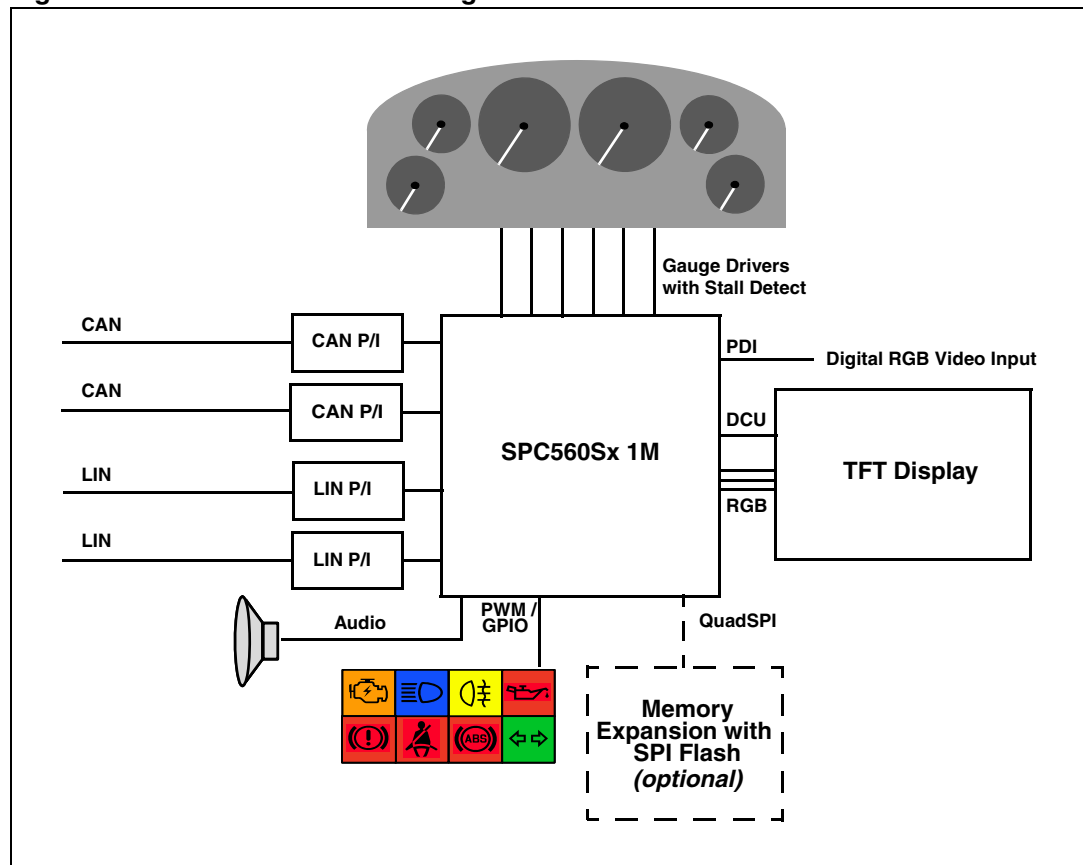 Gauge Drivers
with Stall Detect
CAN
CAN P/I
PDI
Digital RGB Video Input
CAN
CAN P/I
DCU
SPC560Sx 1M
TFT Display
LIN
LIN P/I
RGB
LIN
LIN P/I
Audio
PWM /
GPIO
QuadSPI
ABS
Memory
Expansion with
SPI Flash
(optional)